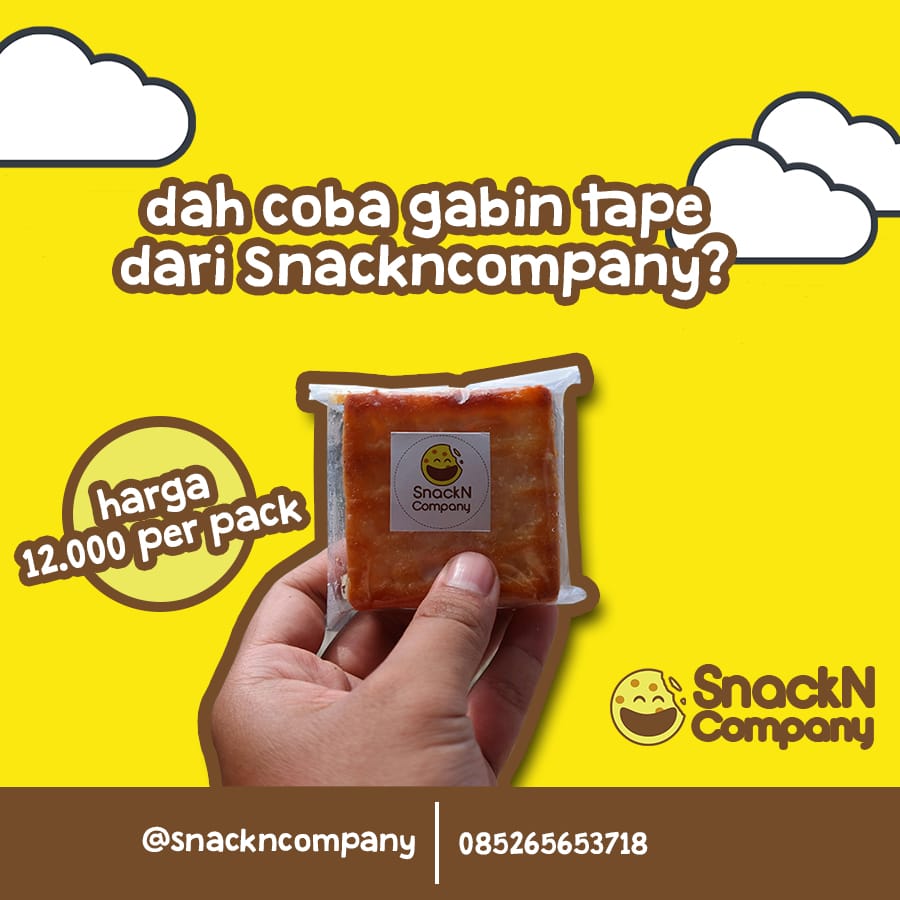 dah coba gabin tape
dari Snackncompany?
harga
12.000 per pack
SnackN
Company
SnackN
Company
@snackncompany
085265653718